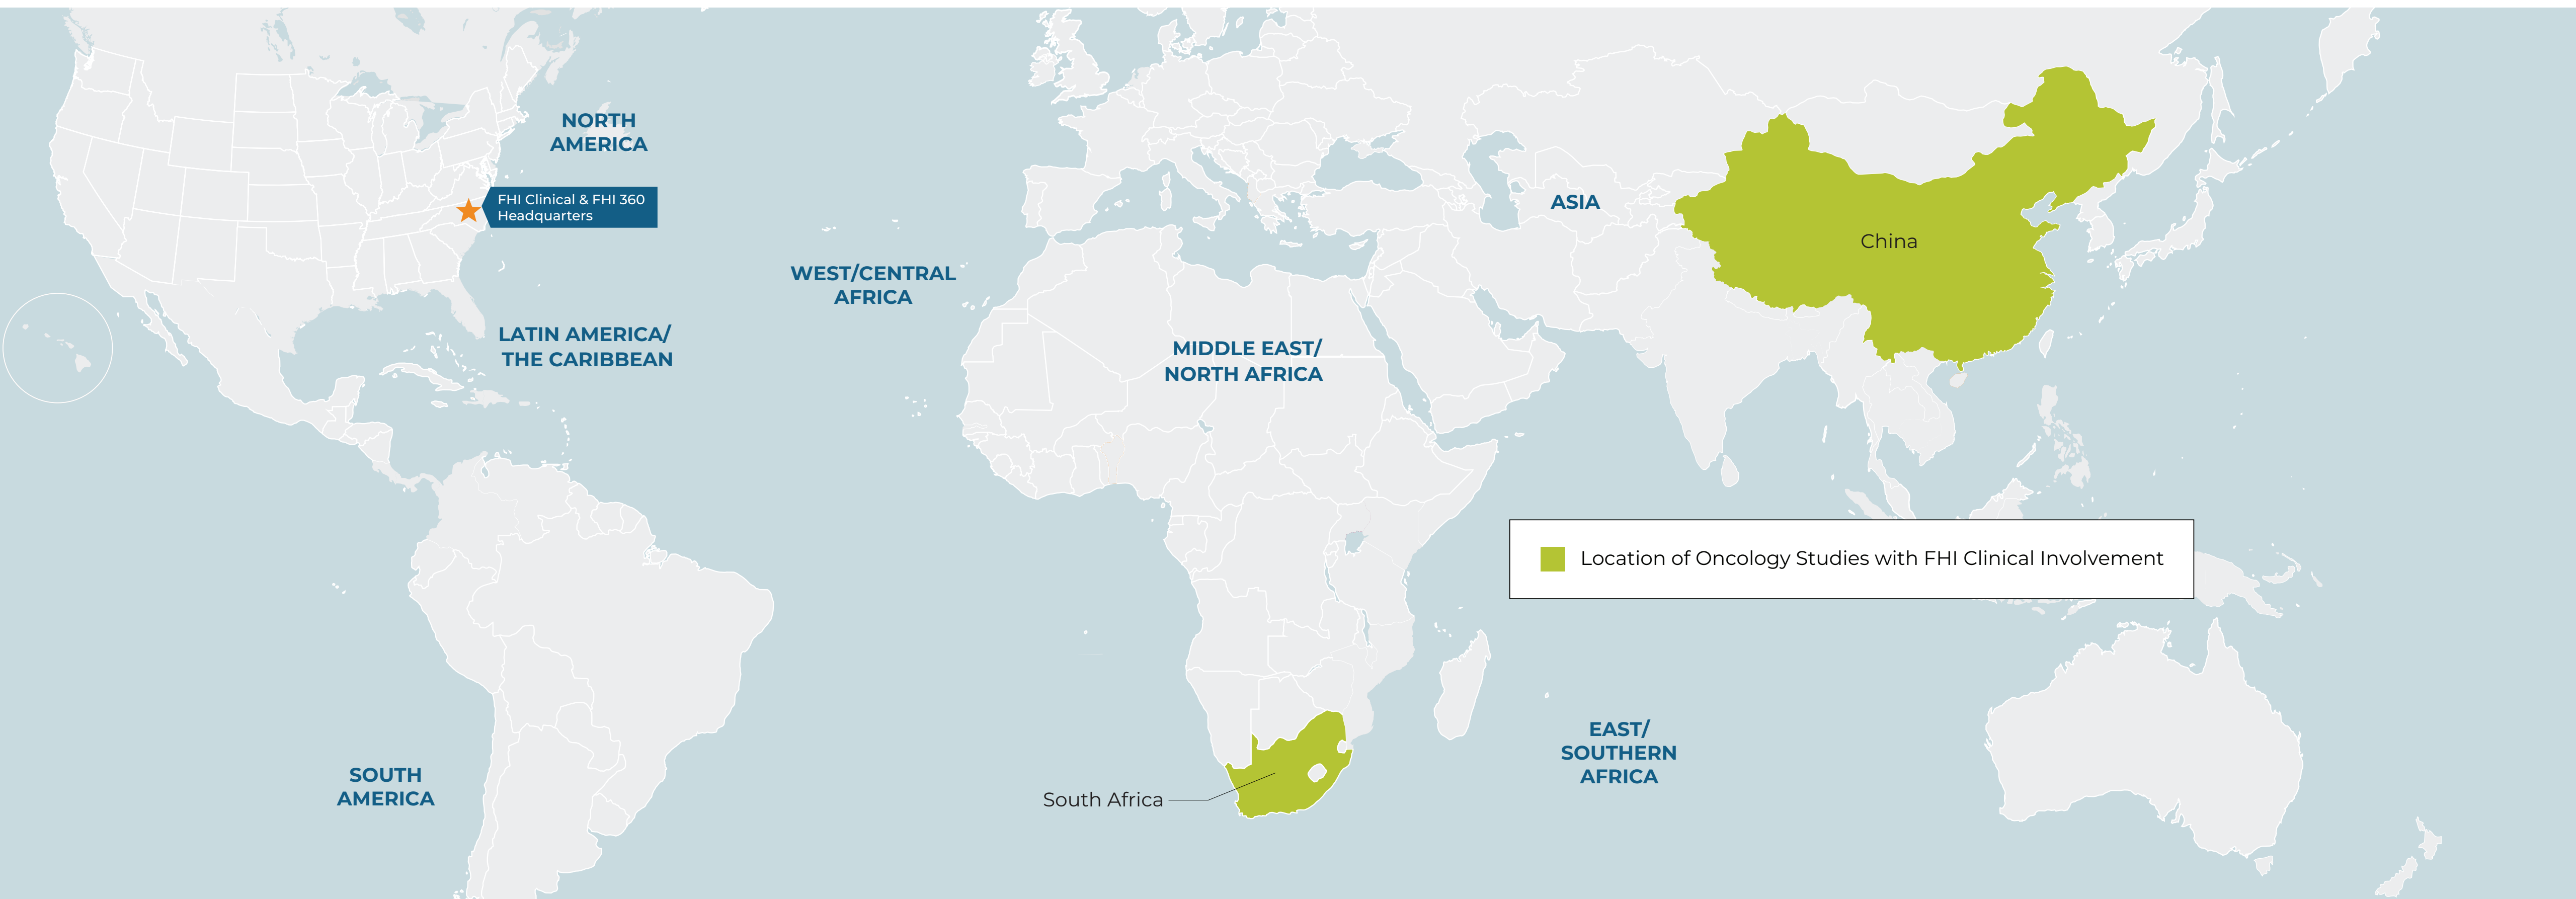 NORTH
AMERICA
FHI Clinical & FHI 360
Headquarters
LATIN AMERICA/
THE CARIBBEAN
SOUTH
AMERICA
WEST/CENTRAL
AFRICA
MIDDLE EAST/
NORTH AFRICA
ASIA
China
Location of Oncology Studies with FHI Clinical Involvement
EAST/
SOUTHERN
AFRICA
South Africa